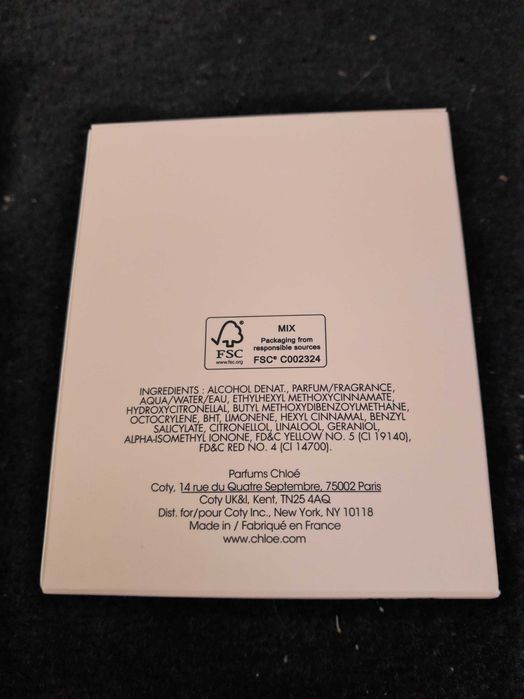 MIX
Packaging from
responsible sources
FSC® C002324
FSC
www.fsc.org
INGREDIENTS : ALCOHOL DENAT., PARFUM/FRAGRANCE,
AQUA/WATER/EAU, ETHYLHEXYL METHOXYCINNAMATE,
HYDROXYCITRONELLAL, BUTYL METHOXYDIBENZOYLMETHANE,
OCTOCRYLENE, BHT, LIMONENE, HEXYL CINNAMAL, BENZYL
SALICYLATE, CITRONELLOL, LINALOOL, GERANIOL,
ALPHA-ISOMETHYL IONONE, FD&C YELLOW NO. 5 (CI 19140),
FD&C RED NO. 4 (CI 14700).
Parfums Chloé
Coty, 14 rue du Quatre Septembre, 75002 Paris
Coty UK&I, Kent, TN25 4AQ
Dist. for/pour Coty Inc., New York, NY 10118
Made in / Fabriqué en France
www.chloe.com